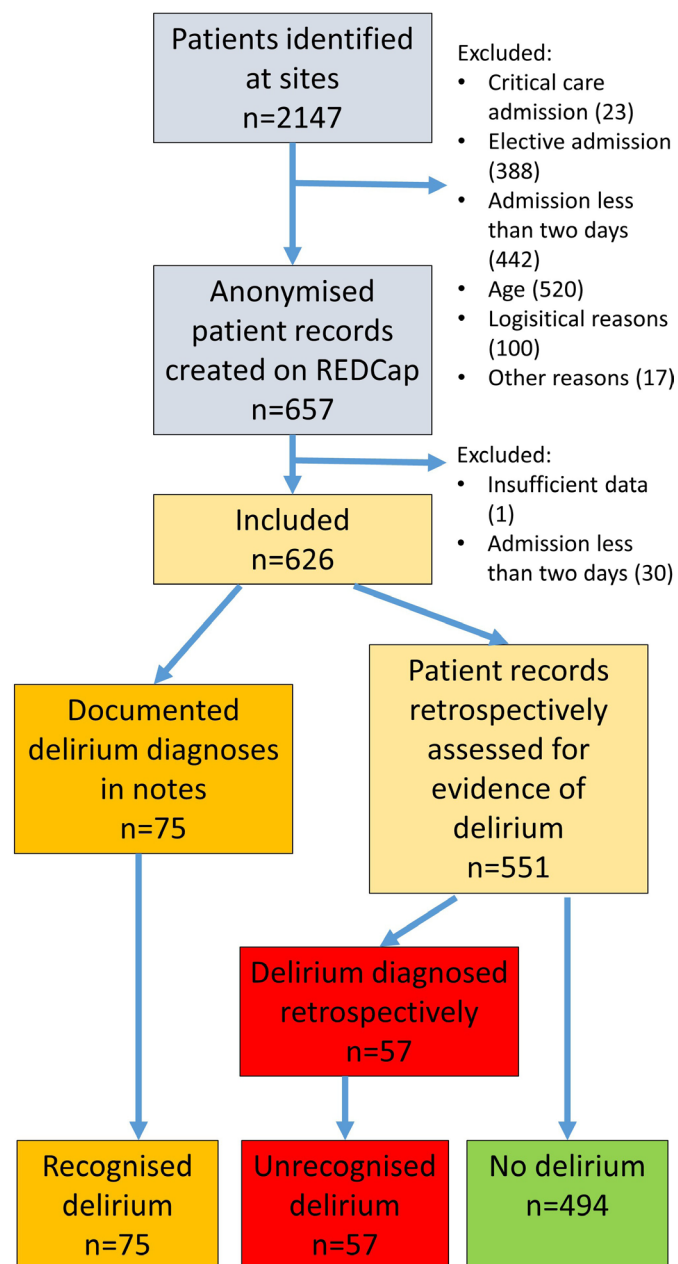 Patients identified
at sites
n=2147
Excluded:
• Critical care
admission (23)
• Elective admission
(388)
• Admission less
than two days
(442)
• Age (520)
• Logisitical reasons
(100)
• Other reasons (17)
Anonymised
patient records
created on REDCap
n=657
Excluded:
• Insufficient data
(1)
• Admission less
than two days (30)
Included
n=626
Documented
delirium diagnoses
in notes
n=75
Patient records
retrospectively
assessed for
evidence of
delirium
n=551
Delirium diagnosed
retrospectively
n=57
Recognised
delirium
n=75
Unrecognised
delirium
n=57
No delirium
n=494